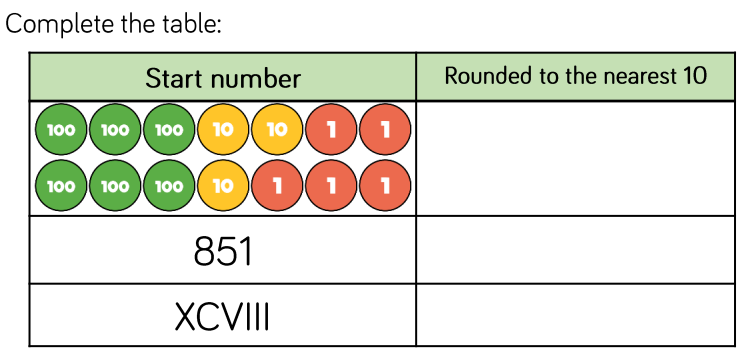 Complete the table:
Start number Rounded to the nearest 10
100 100 100 10 10 1 1
100 100 100 10 1 1 1
851
XCVIII